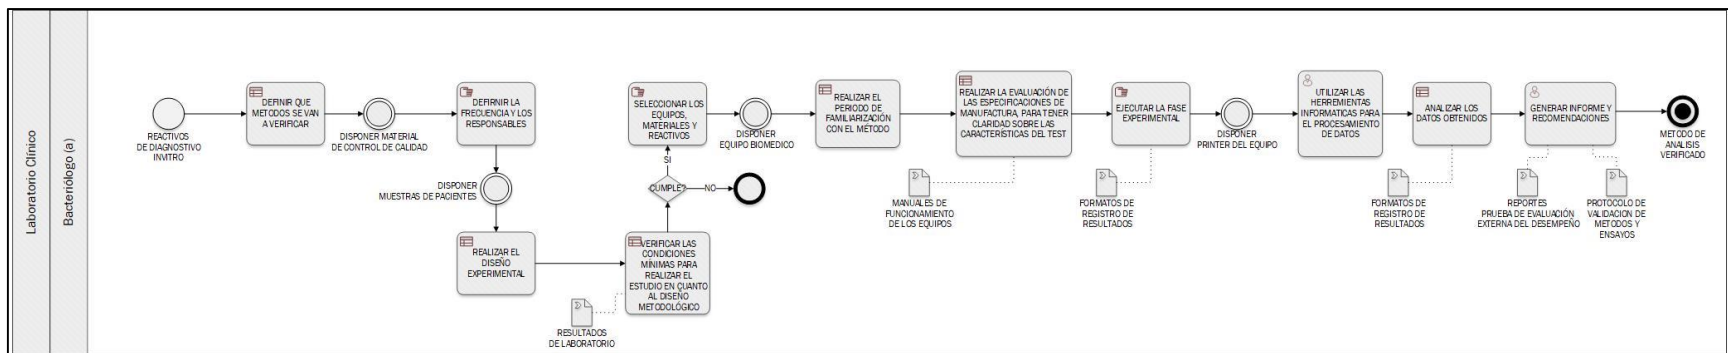 Laboratorio Clínico
Bacteriólogo (a)
REACTIVOS
DE DIAGNOSTIVO
INVITRO
DEFINIR QUE
METODOS SE VAN
A VERIFICAR
DISPONER MATERIAL
DE CONTROL DE CALIDAD
DEFIRNIR LA
FRECUENCIA Y LOS
RESPONSABLES
DISPONER
MUESTRAS DE PACIENTES
REALIZAR EL
DISEÑO
EXPERIMENTAL
VERIFICAR LAS
CONDICIONES
MÍNIMAS PARA
REALIZAR EL
ESTUDIO EN CUANTO
AL DISEÑO
METODOLÓGICO
RESULTADOS
DE LABORATORIO
CUMPLE?
NO
SI
SELECCIONAR LOS
EQUIPOS,
MATERIALES Y
REACTIVOS
DISPONER
EQUIPO BIOMEDICO
REALIZAR EL
PERIODO DE
FAMILIARIZACIÓN
CON EL MÉTODO
REALIZAR LA EVALUACIÓN DE
LAS ESPECIFICACIONES DE
MANUFACTURA, PARA TENER
CLARIDAD SOBRE LAS
CARACTERÍSTICAS DEL TEST
MANUALES DE
FUNCIONAMIENTO
DE LOS EQUIPOS
EJECUTAR LA FASE
EXPERIMENTAL
FORMATOS DE
REGISTRO DE
RESULTADOS
DISPONER
PRINTER DEL EQUIPO
UTILIZAR LAS
HERREMIENTAS
INFORMATICAS PARA
EL PROCESAMIENTO
DE DATOS
ANALIZAR LOS
DATOS OBTENIDOS
FORMATOS DE
REGISTRO DE
RESULTADOS
GENERAR INFORME Y
RECOMENDACIONES
REPORTES
PRUEBA DE EVALUACIÓN
EXTERNA DEL DESEMPEÑO
PROTOCOLO DE
VALIDACION DE
METODOS Y
ENSAYOS
METODO DE
ANALISIS
VERIFICADO